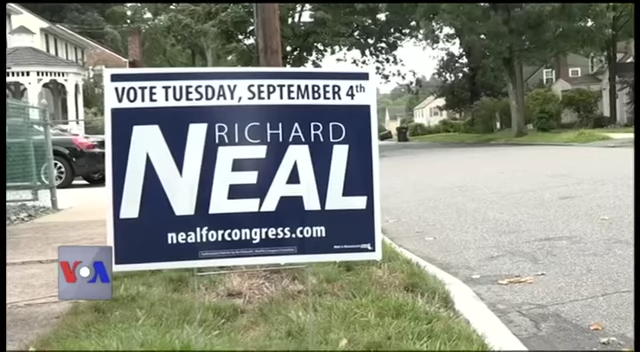 VOTE TUESDAY, SEPTEMBER 4th
RICHARD
NEAL
nealforcongress.com
VOA